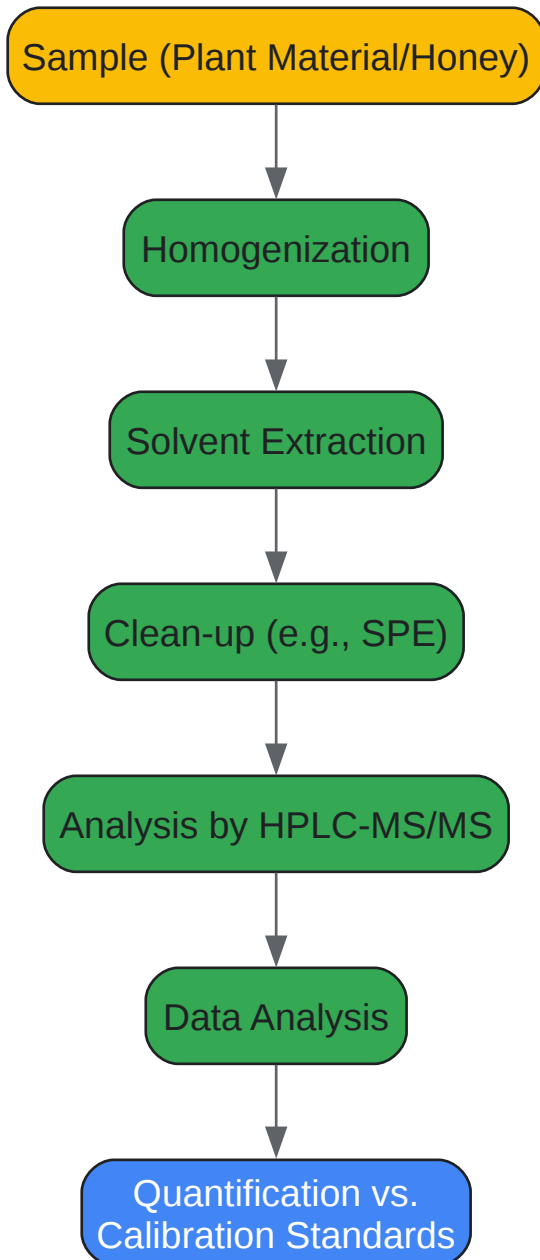 Sample (Plant Material/Honey)
Homogenization
Solvent Extraction
Clean-up (e.g., SPE)
Analysis by HPLC-MS/MS
Data Analysis
Quantification vs.
Calibration Standards